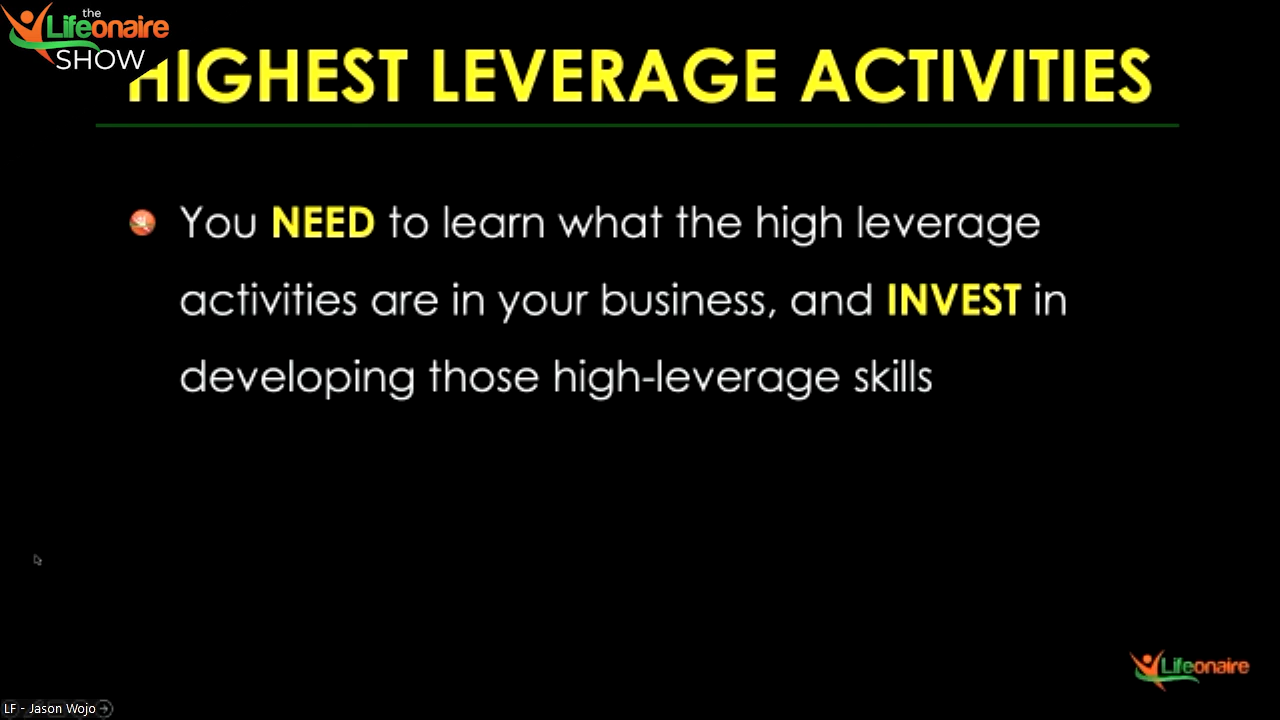 the
Lifeonaire
SHOW
HIGHEST LEVERAGE ACTIVITIES
You NEED to learn what the high leverage
activities are in your business, and INVEST in
developing those high-leverage skills
Lifeonaire
LF - Jason Wojo